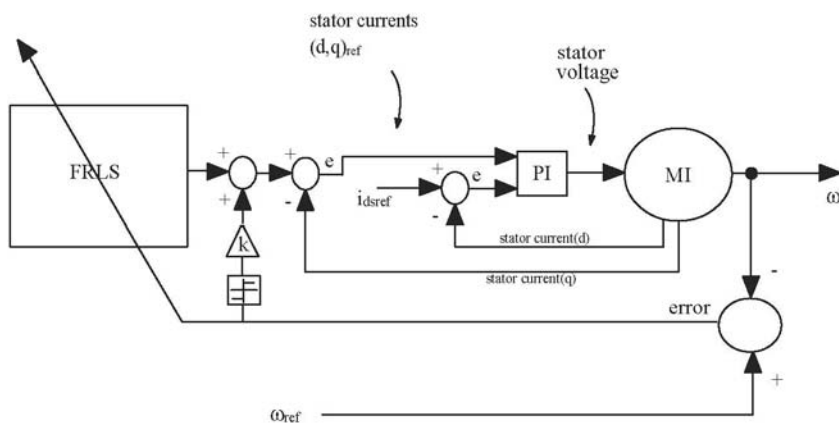 stator currents
(d,q)ref
stator
voltage
FRLS
+
+
e
+
e
PI
MI
+
-
idsref
-
ω
k
stator current(d)
stator current(q)
-
error
+
ωref